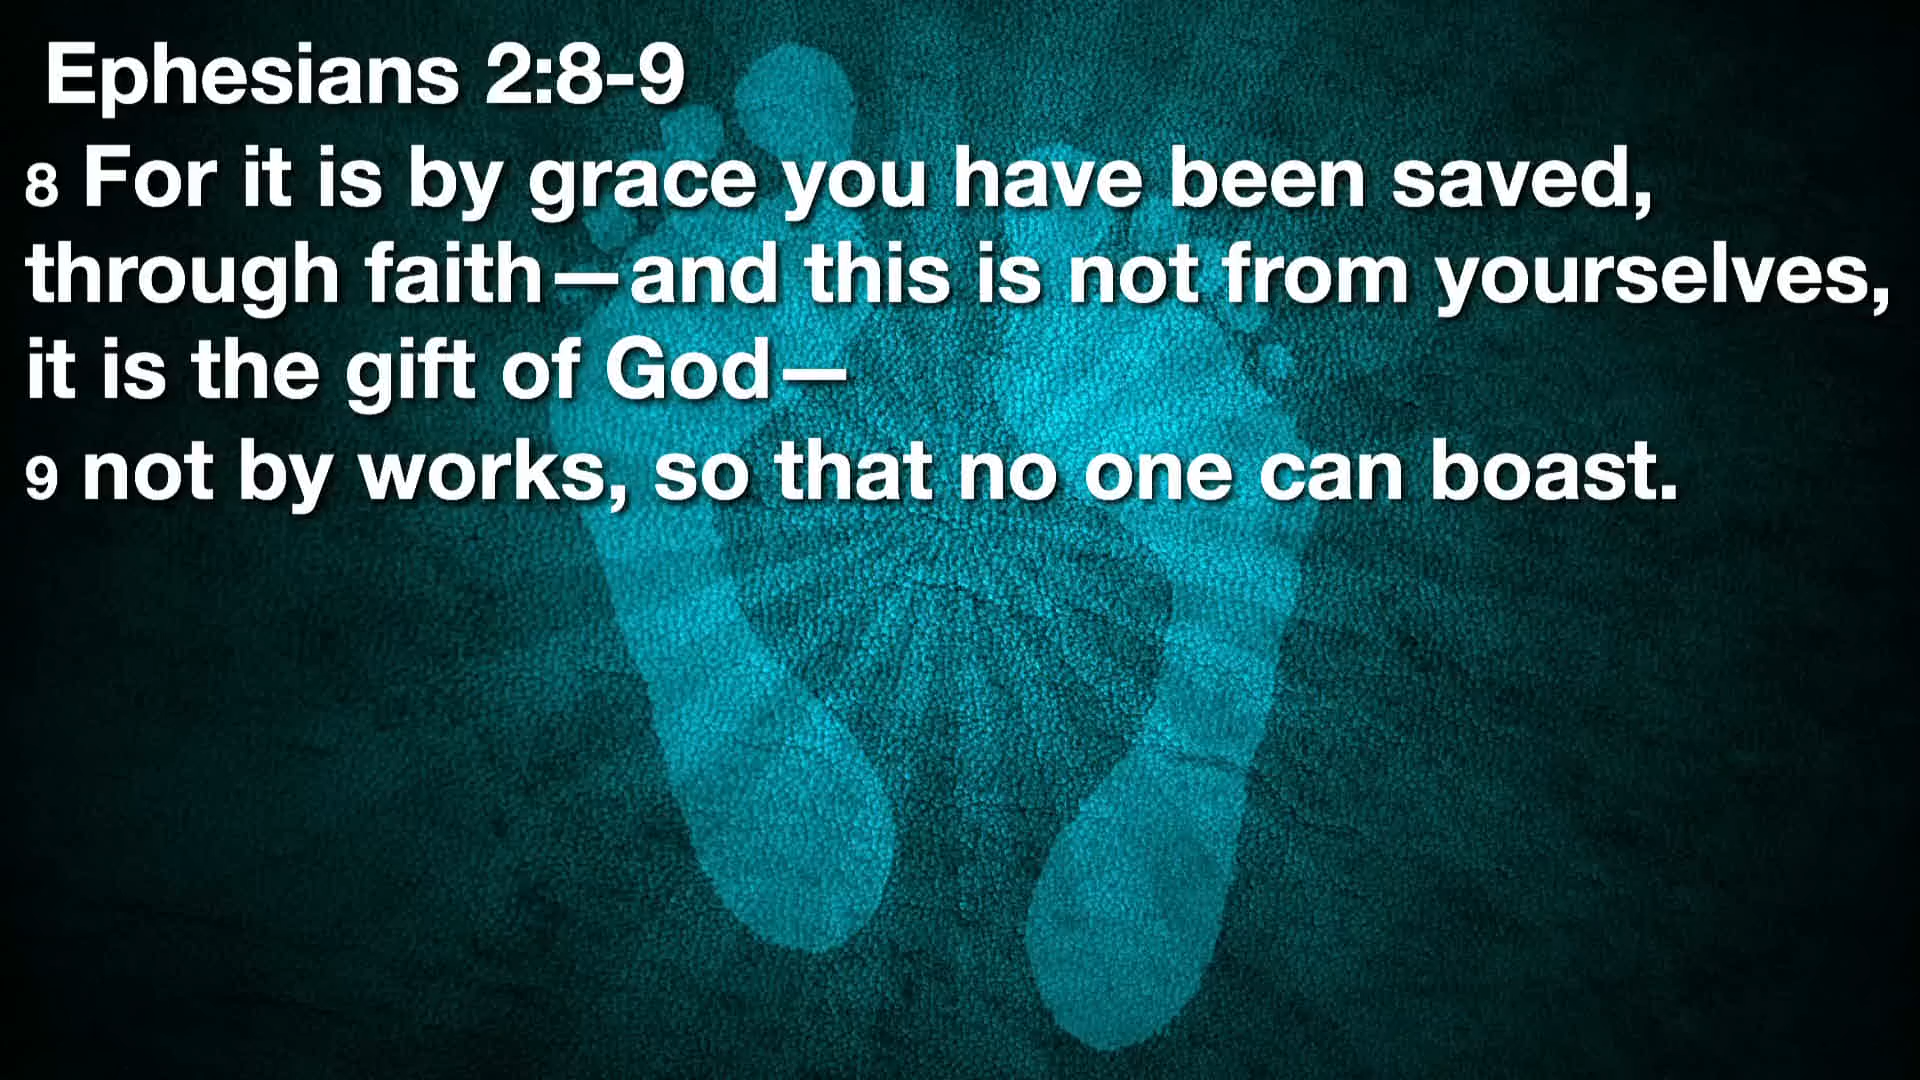 Ephesians 2:8-9
8 For it is by grace you have been saved,
through faith—and this is not from yourselves,
it is the gift of God—
9 not by works, so that no one can boast.